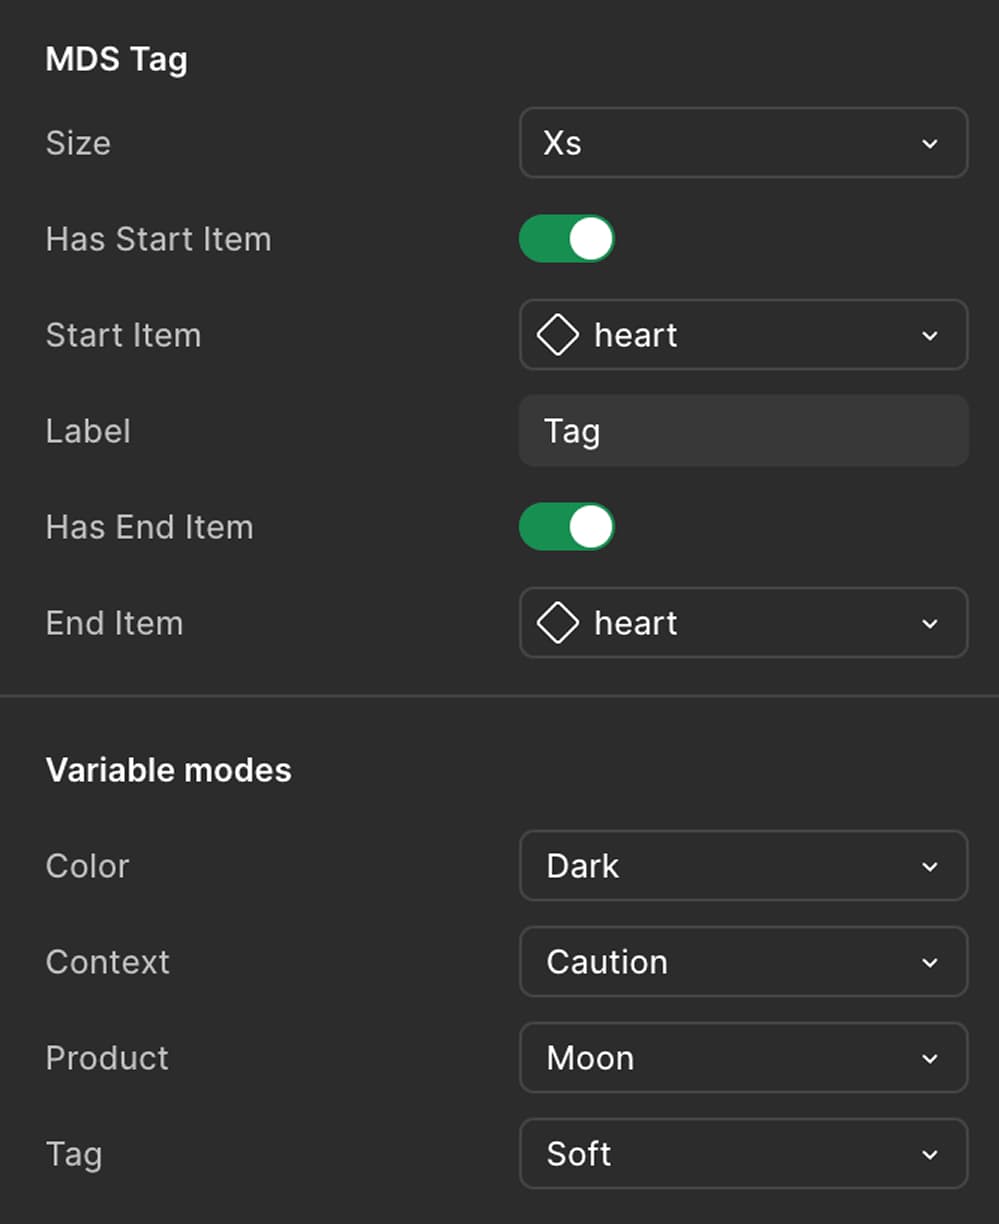 MDS Tag
Size Xs
Has Start Item
Start Item heart
Label Tag
Has End Item
End Item heart
Variable modes
Color Dark
Context Caution
Product Moon
Tag Soft